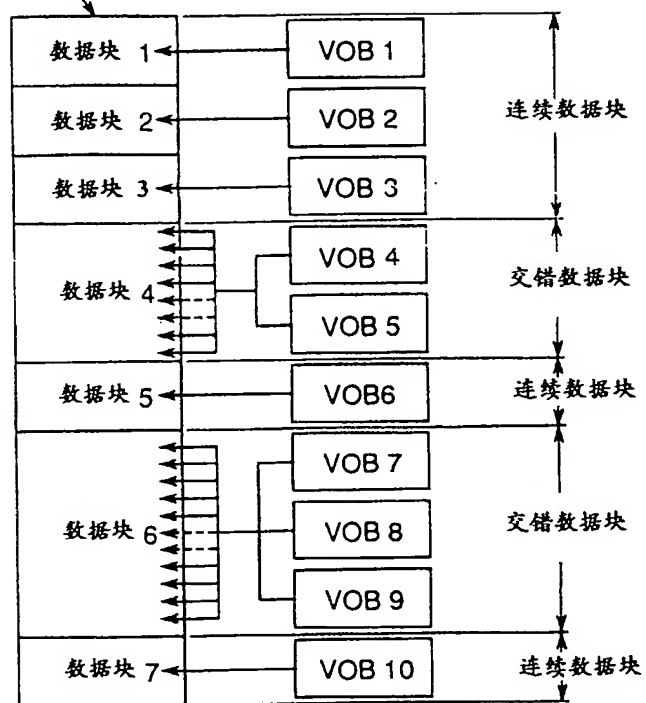 数据块 1
VOB 1
数据块 2
VOB 2
连续数据块
数据块 3
VOB 3
数据块 4
VOB 4
VOB 5
交错数据块
数据块 5
VOB6
连续数据块
数据块 6
VOB 7
VOB 8
VOB 9
交错数据块
数据块 7
VOB 10
连续数据块